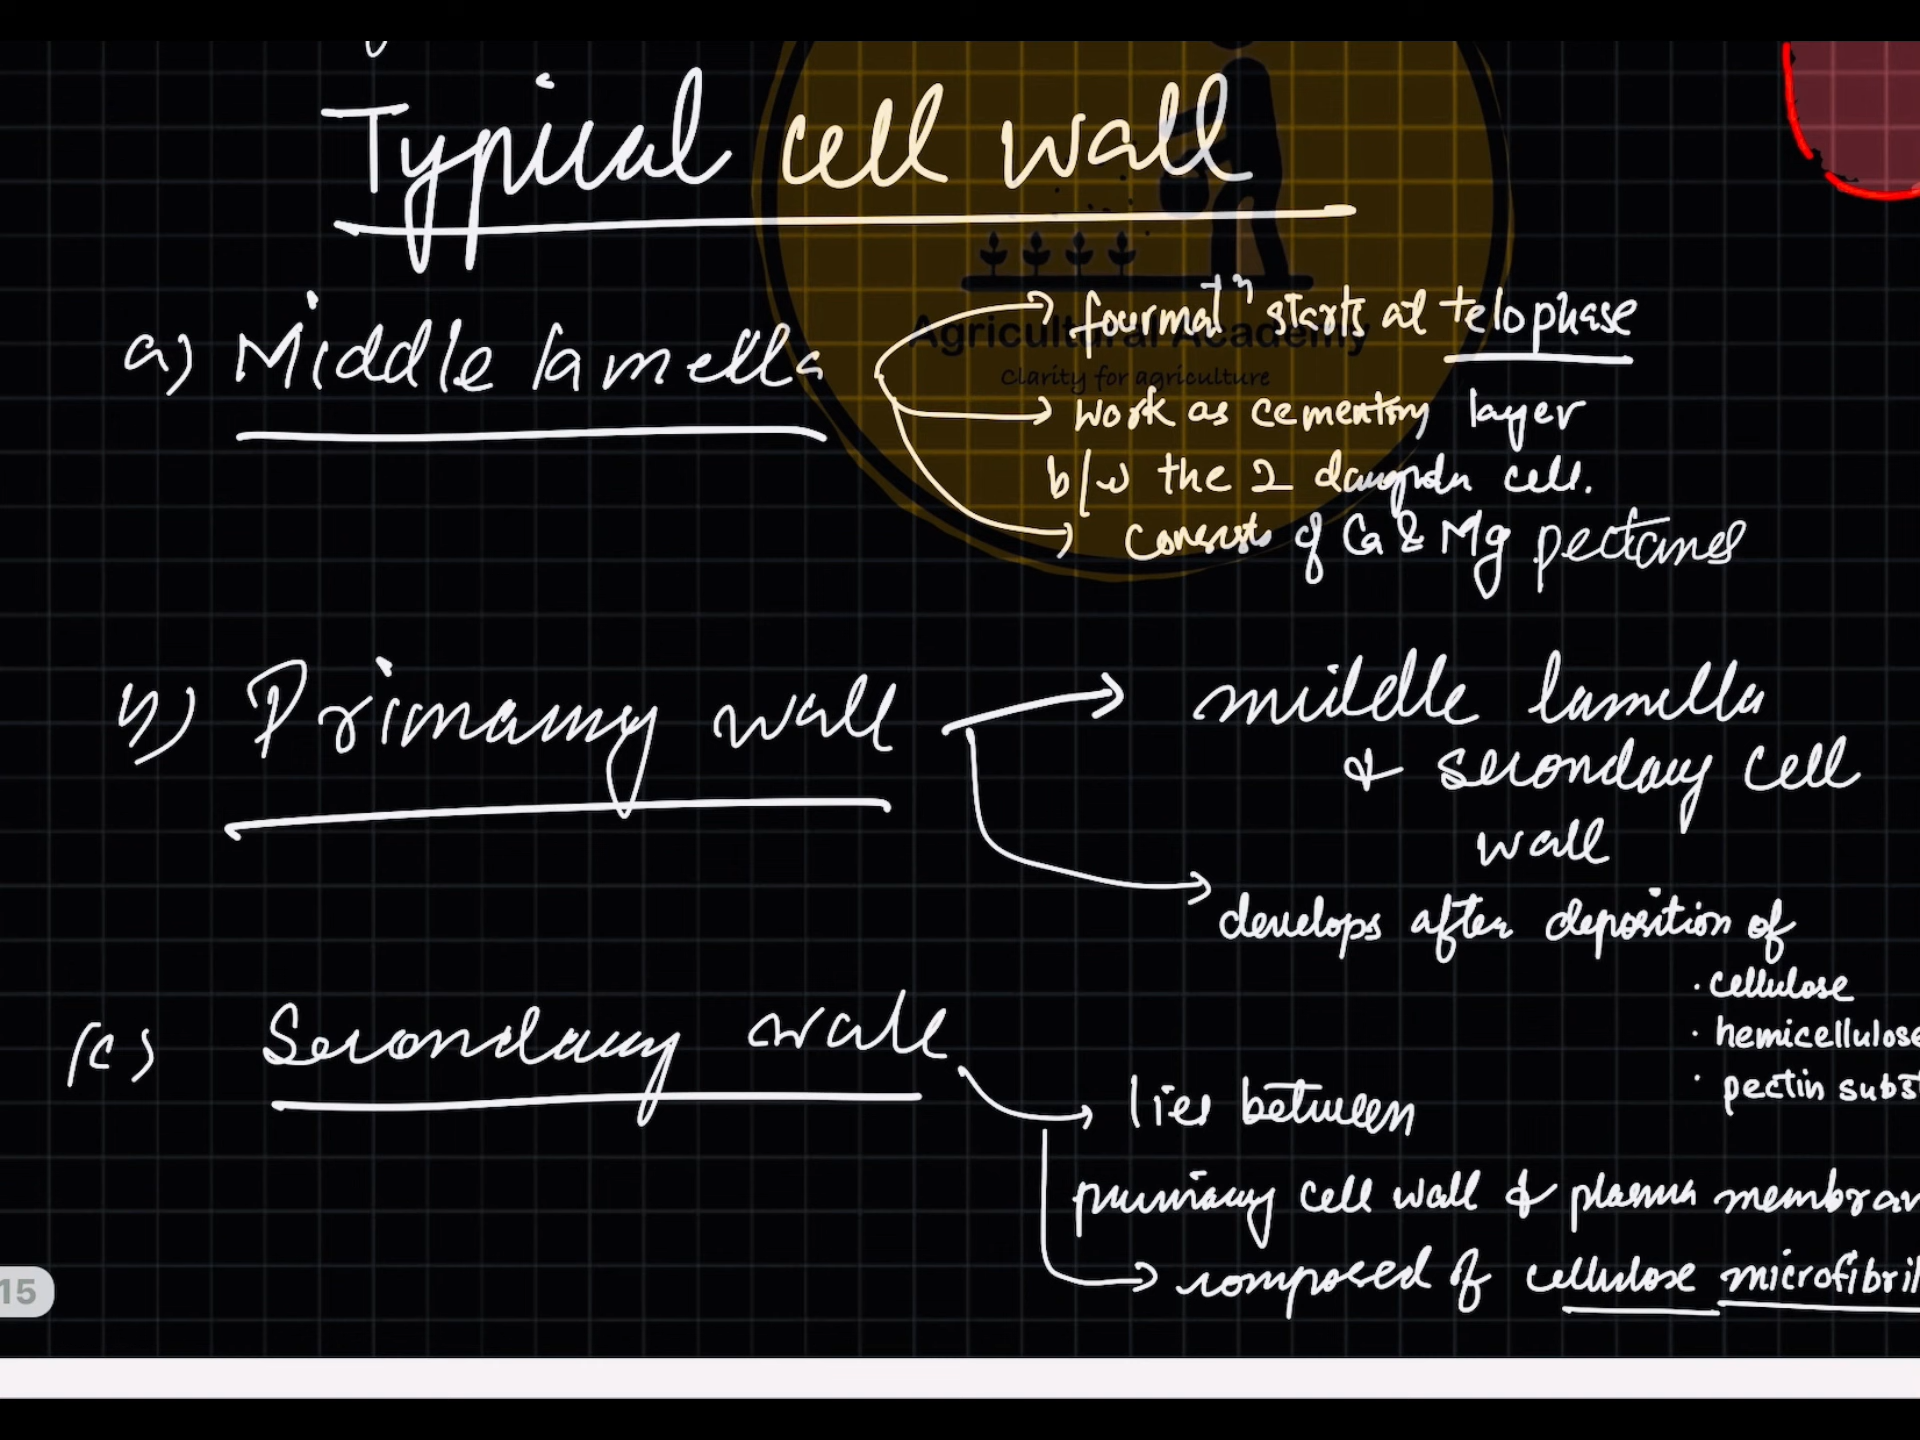 Typical cell wall
a) Middle lamella
→ fourmatⁿ starts at telophase
Agricultural Academy
Clarity for agriculture
→ work as cementing layer
b/w the 2 daughter cell.
→ consists of Ca & Mg pectames
b) Primary wall → middle lamella
& secondary cell
wall
→ develops after deposition of
· cellulose
· hemicellulose
· pectin subst
(c) Secondary wall
→ lies between
primary cell wall & plasma membran
→ composed of cellulose microfibril
15